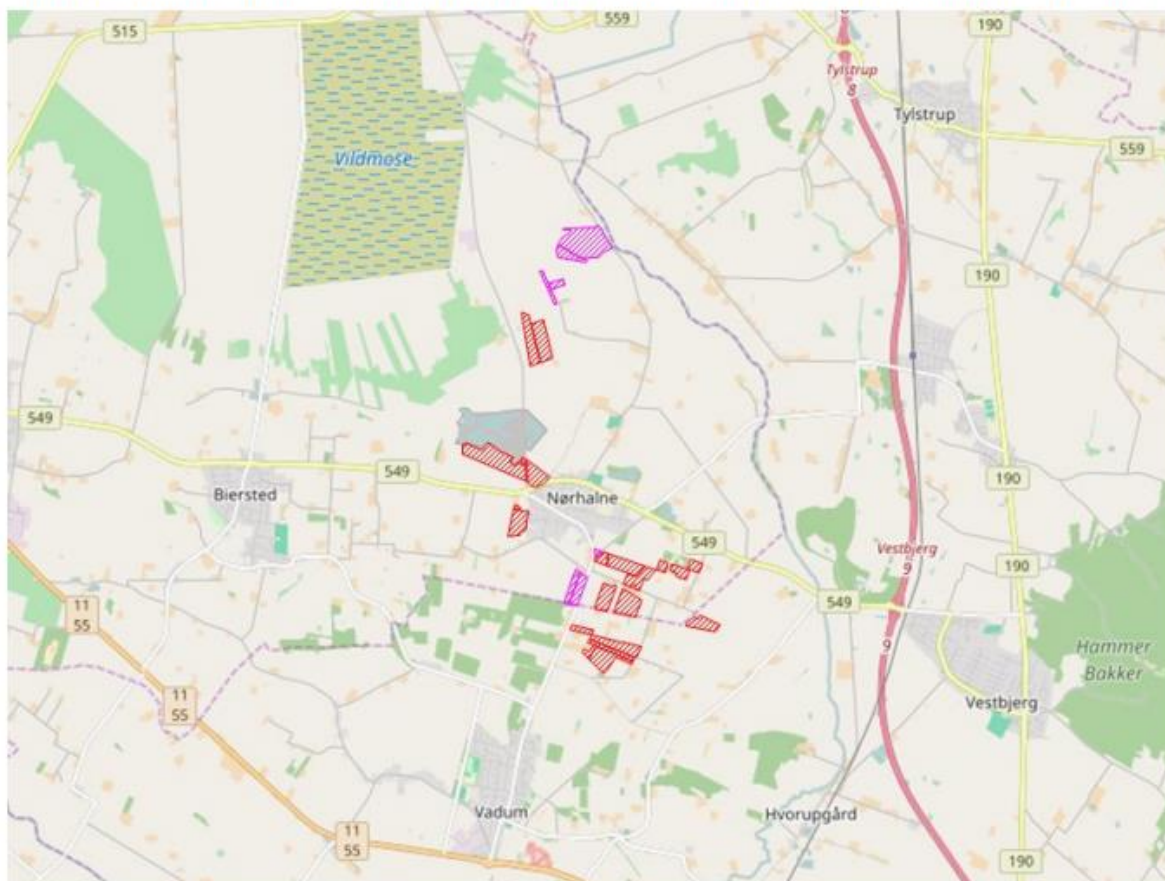 559
515
190
Tylstrup
8
Tylstrup
559
Vildmose
190
549
549
190
Biersted
Nørhalne
549
Vestbjerg
9
190
11
55
549
9
Hammer
Bakker
11
55
Vestbjerg
Vadum
Hvorupgård
11
55
190